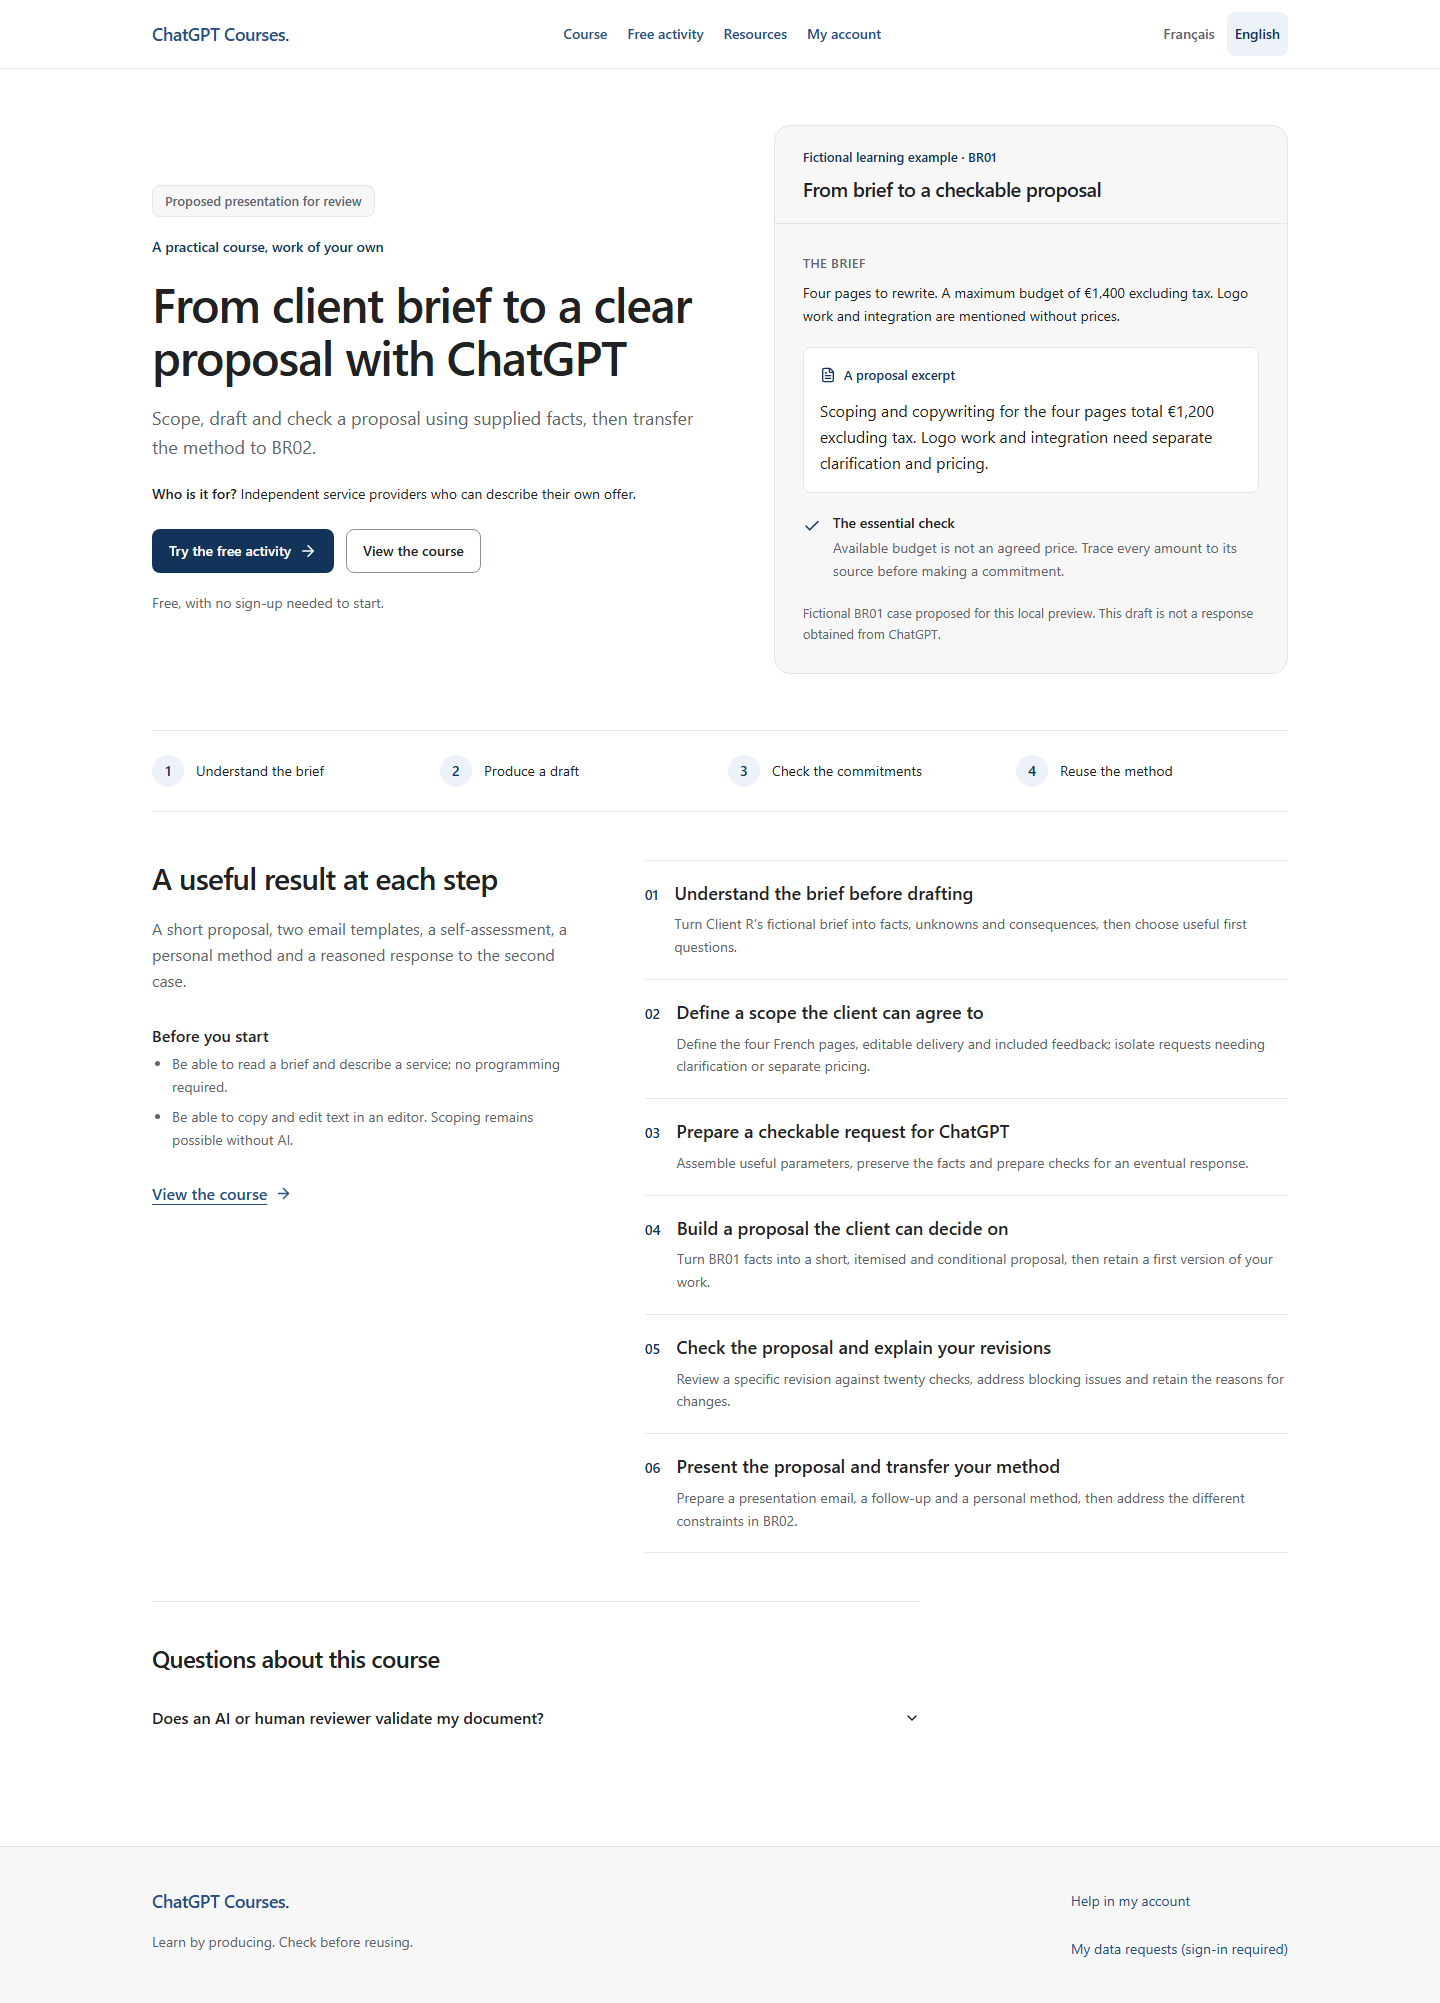 ChatGPT Courses.
Course
Free activity
Resources
My account
Français
English
Proposed presentation for review
A practical course, work of your own
From client brief to a clear
proposal with ChatGPT
Scope, draft and check a proposal using supplied facts, then transfer
the method to BR02.
Who is it for? Independent service providers who can describe their own offer.
Try the free activity
View the course
Free, with no sign-up needed to start.
Fictional learning example · BR01
From brief to a checkable proposal
THE BRIEF
Four pages to rewrite. A maximum budget of €1,400 excluding tax. Logo
work and integration are mentioned without prices.
A proposal excerpt
Scoping and copywriting for the four pages total €1,200
excluding tax. Logo work and integration need separate
clarification and pricing.
The essential check
Available budget is not an agreed price. Trace every amount to its
source before making a commitment.
Fictional BR01 case proposed for this local preview. This draft is not a response
obtained from ChatGPT.
1 Understand the brief
2 Produce a draft
3 Check the commitments
4 Reuse the method
A useful result at each step
A short proposal, two email templates, a self-assessment, a
personal method and a reasoned response to the second
case.
Before you start
• Be able to read a brief and describe a service; no programming
required.
• Be able to copy and edit text in an editor. Scoping remains
possible without AI.
View the course
01 Understand the brief before drafting
Turn Client R's fictional brief into facts, unknowns and consequences, then choose useful first
questions.
02 Define a scope the client can agree to
Define the four French pages, editable delivery and included feedback; isolate requests needing
clarification or separate pricing.
03 Prepare a checkable request for ChatGPT
Assemble useful parameters, preserve the facts and prepare checks for an eventual response.
04 Build a proposal the client can decide on
Turn BR01 facts into a short, itemised and conditional proposal, then retain a first version of your
work.
05 Check the proposal and explain your revisions
Review a specific revision against twenty checks, address blocking issues and retain the reasons for
changes.
06 Present the proposal and transfer your method
Prepare a presentation email, a follow-up and a personal method, then address the different
constraints in BR02.
Questions about this course
Does an AI or human reviewer validate my document?
ChatGPT Courses.
Learn by producing. Check before reusing.
Help in my account
My data requests (sign-in required)